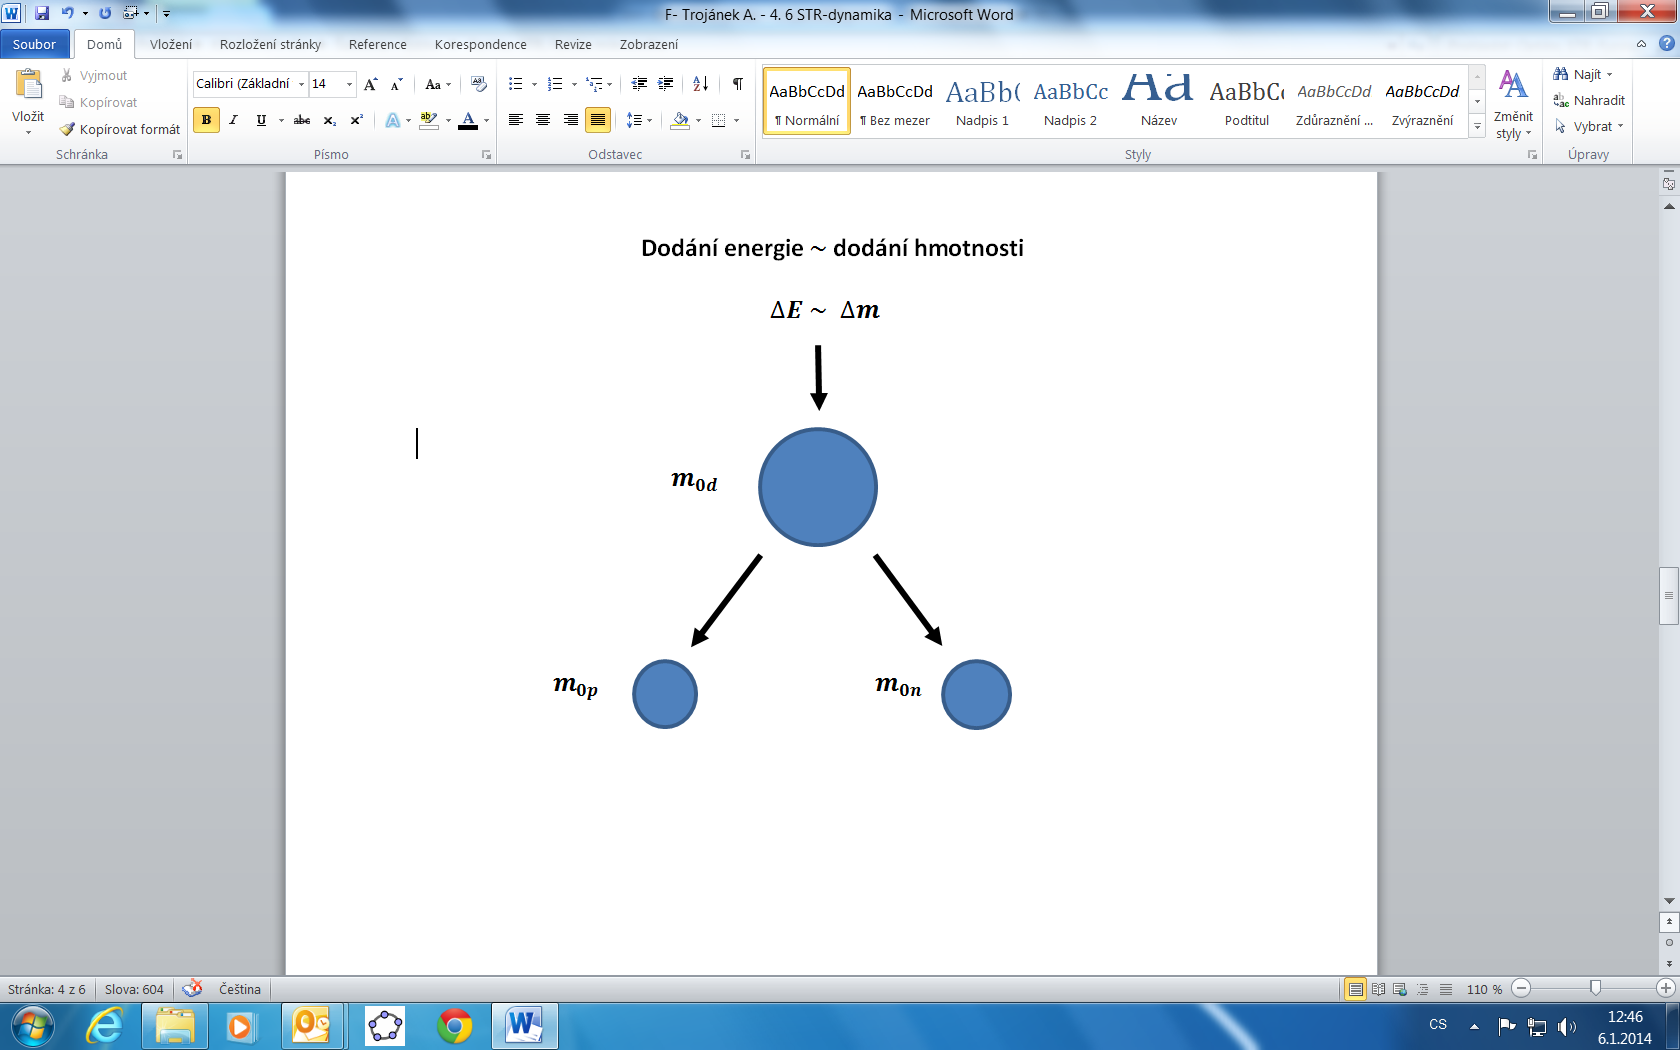 F- Trojánek A. - 4. 6 STR-dynamika - Microsoft Word
Soubor Domů Vložení Rozložení stránky Reference Korespondence Revize Zobrazení
Vložit
Vyjmout
Kopírovat
Kopírovat formát
Schránka
Calibri (Základní 14
Písmo
Odstavec
AaBbCcDd AaBbCcDd AaBb( AaBbCc Aa AaBbC AaBbCcDd AaBbCcDd
¶ Normální ¶ Bez mezer Nadpis 1 Nadpis 2 Název Podtitul Zdůraznění ... Zvýraznění
Styly
Změnit
styly
Najít
Nahradit
Vybrat
Úpravy
Dodání energie ~ dodání hmotnosti
ΔE ~ Δm
m₀d
m₀p
m₀n
Stránka: 4 z 6 Slova: 604 Čeština 110 %
CS 12:46
6.1.2014